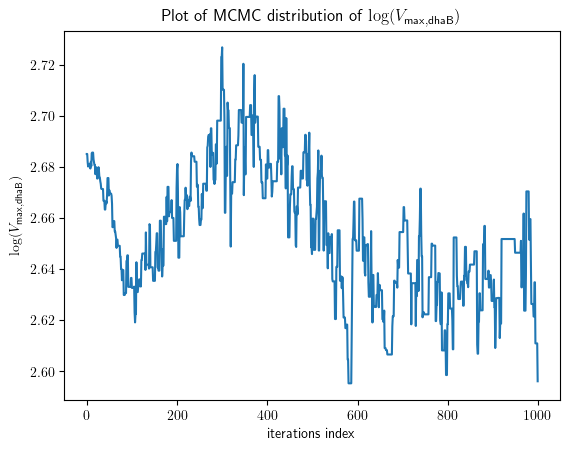 Plot of MCMC distribution of log(V_max,dhaB)
log(V_max,dhaB)
2.72
2.70
2.68
2.66
2.64
2.62
2.60
0 200 400 600 800 1000
iterations index